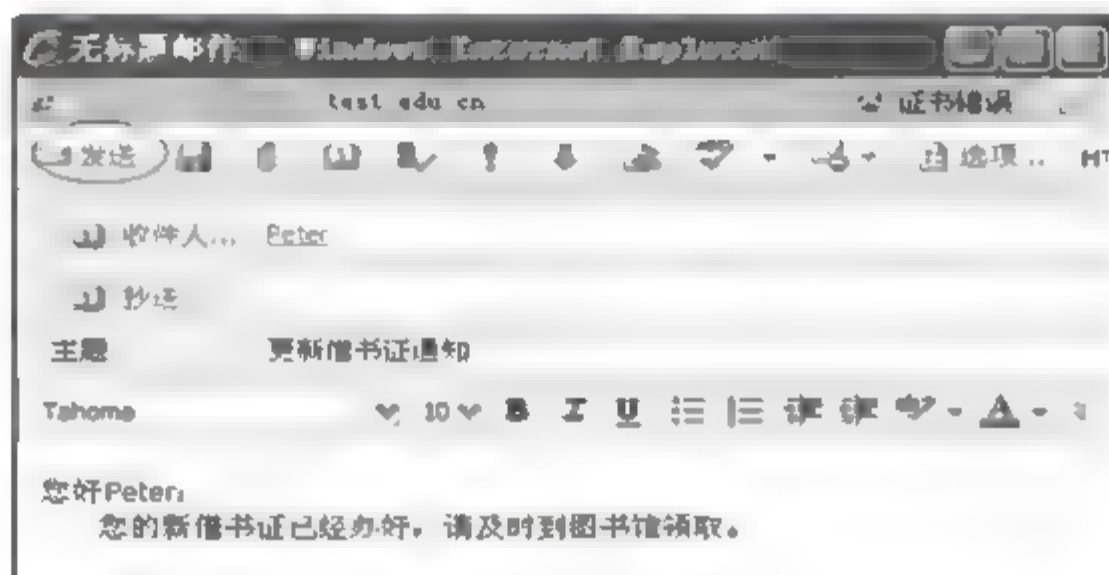 无标题邮件 Windows Internet Explorer
test edu cn 证书错误
发送 选项...
收件人... Peter
抄送
主题 更新借书证通知
Tahoma 10 B I U A
您好Peter:
您的新借书证已经办好，请及时到图书馆领取。